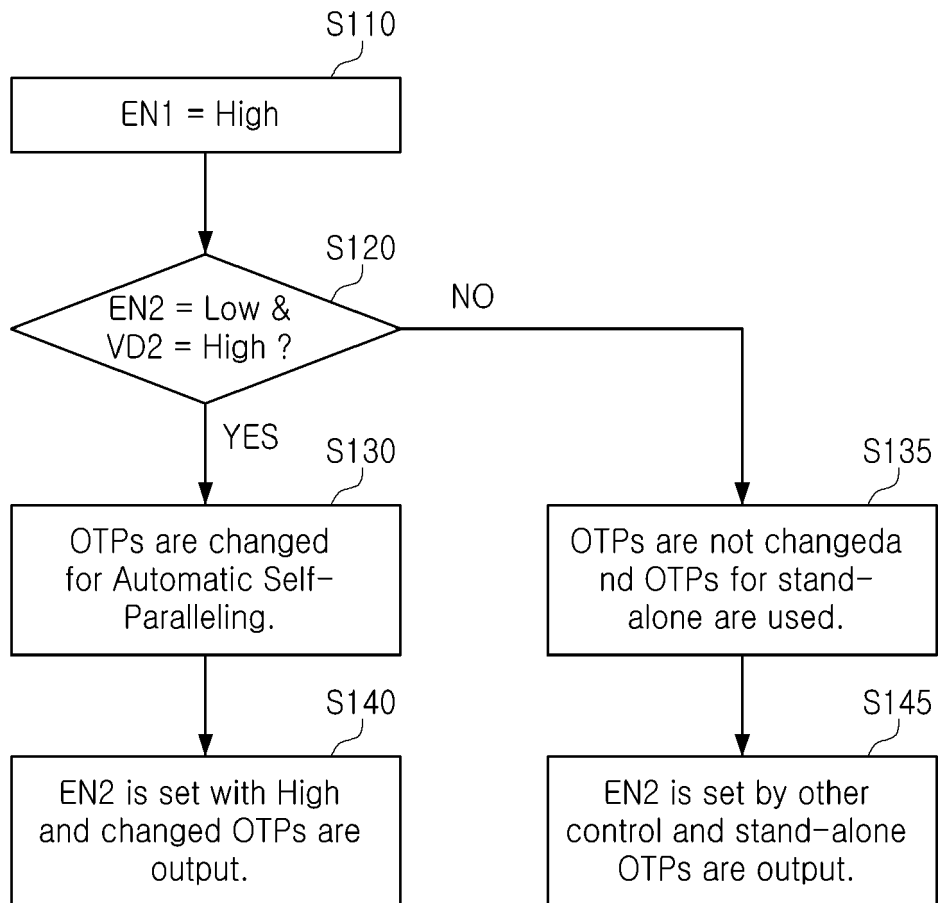 S110
EN1 = High
S120
EN2 = Low &
VD2 = High ?
NO
YES
S130
OTPs are changed
for Automatic Self-
Paralleling.
S135
OTPs are not changeda
nd OTPs for stand-
alone are used.
S140
EN2 is set with High
and changed OTPs are
output.
S145
EN2 is set by other
control and stand-alone
OTPs are output.